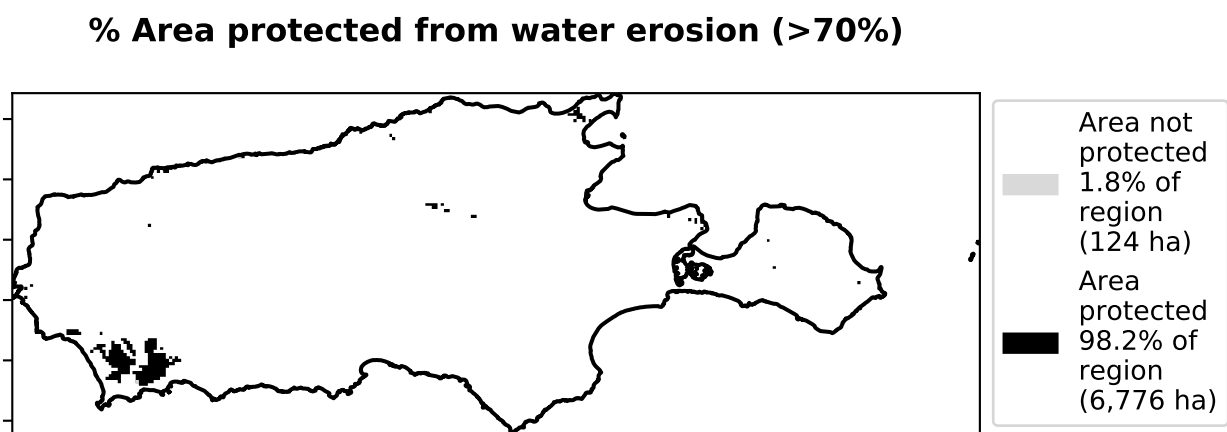 % Area protected from water erosion (>70%)
Area not
protected
1.8% of
region
(124 ha)
Area
protected
98.2% of
region
(6,776 ha)